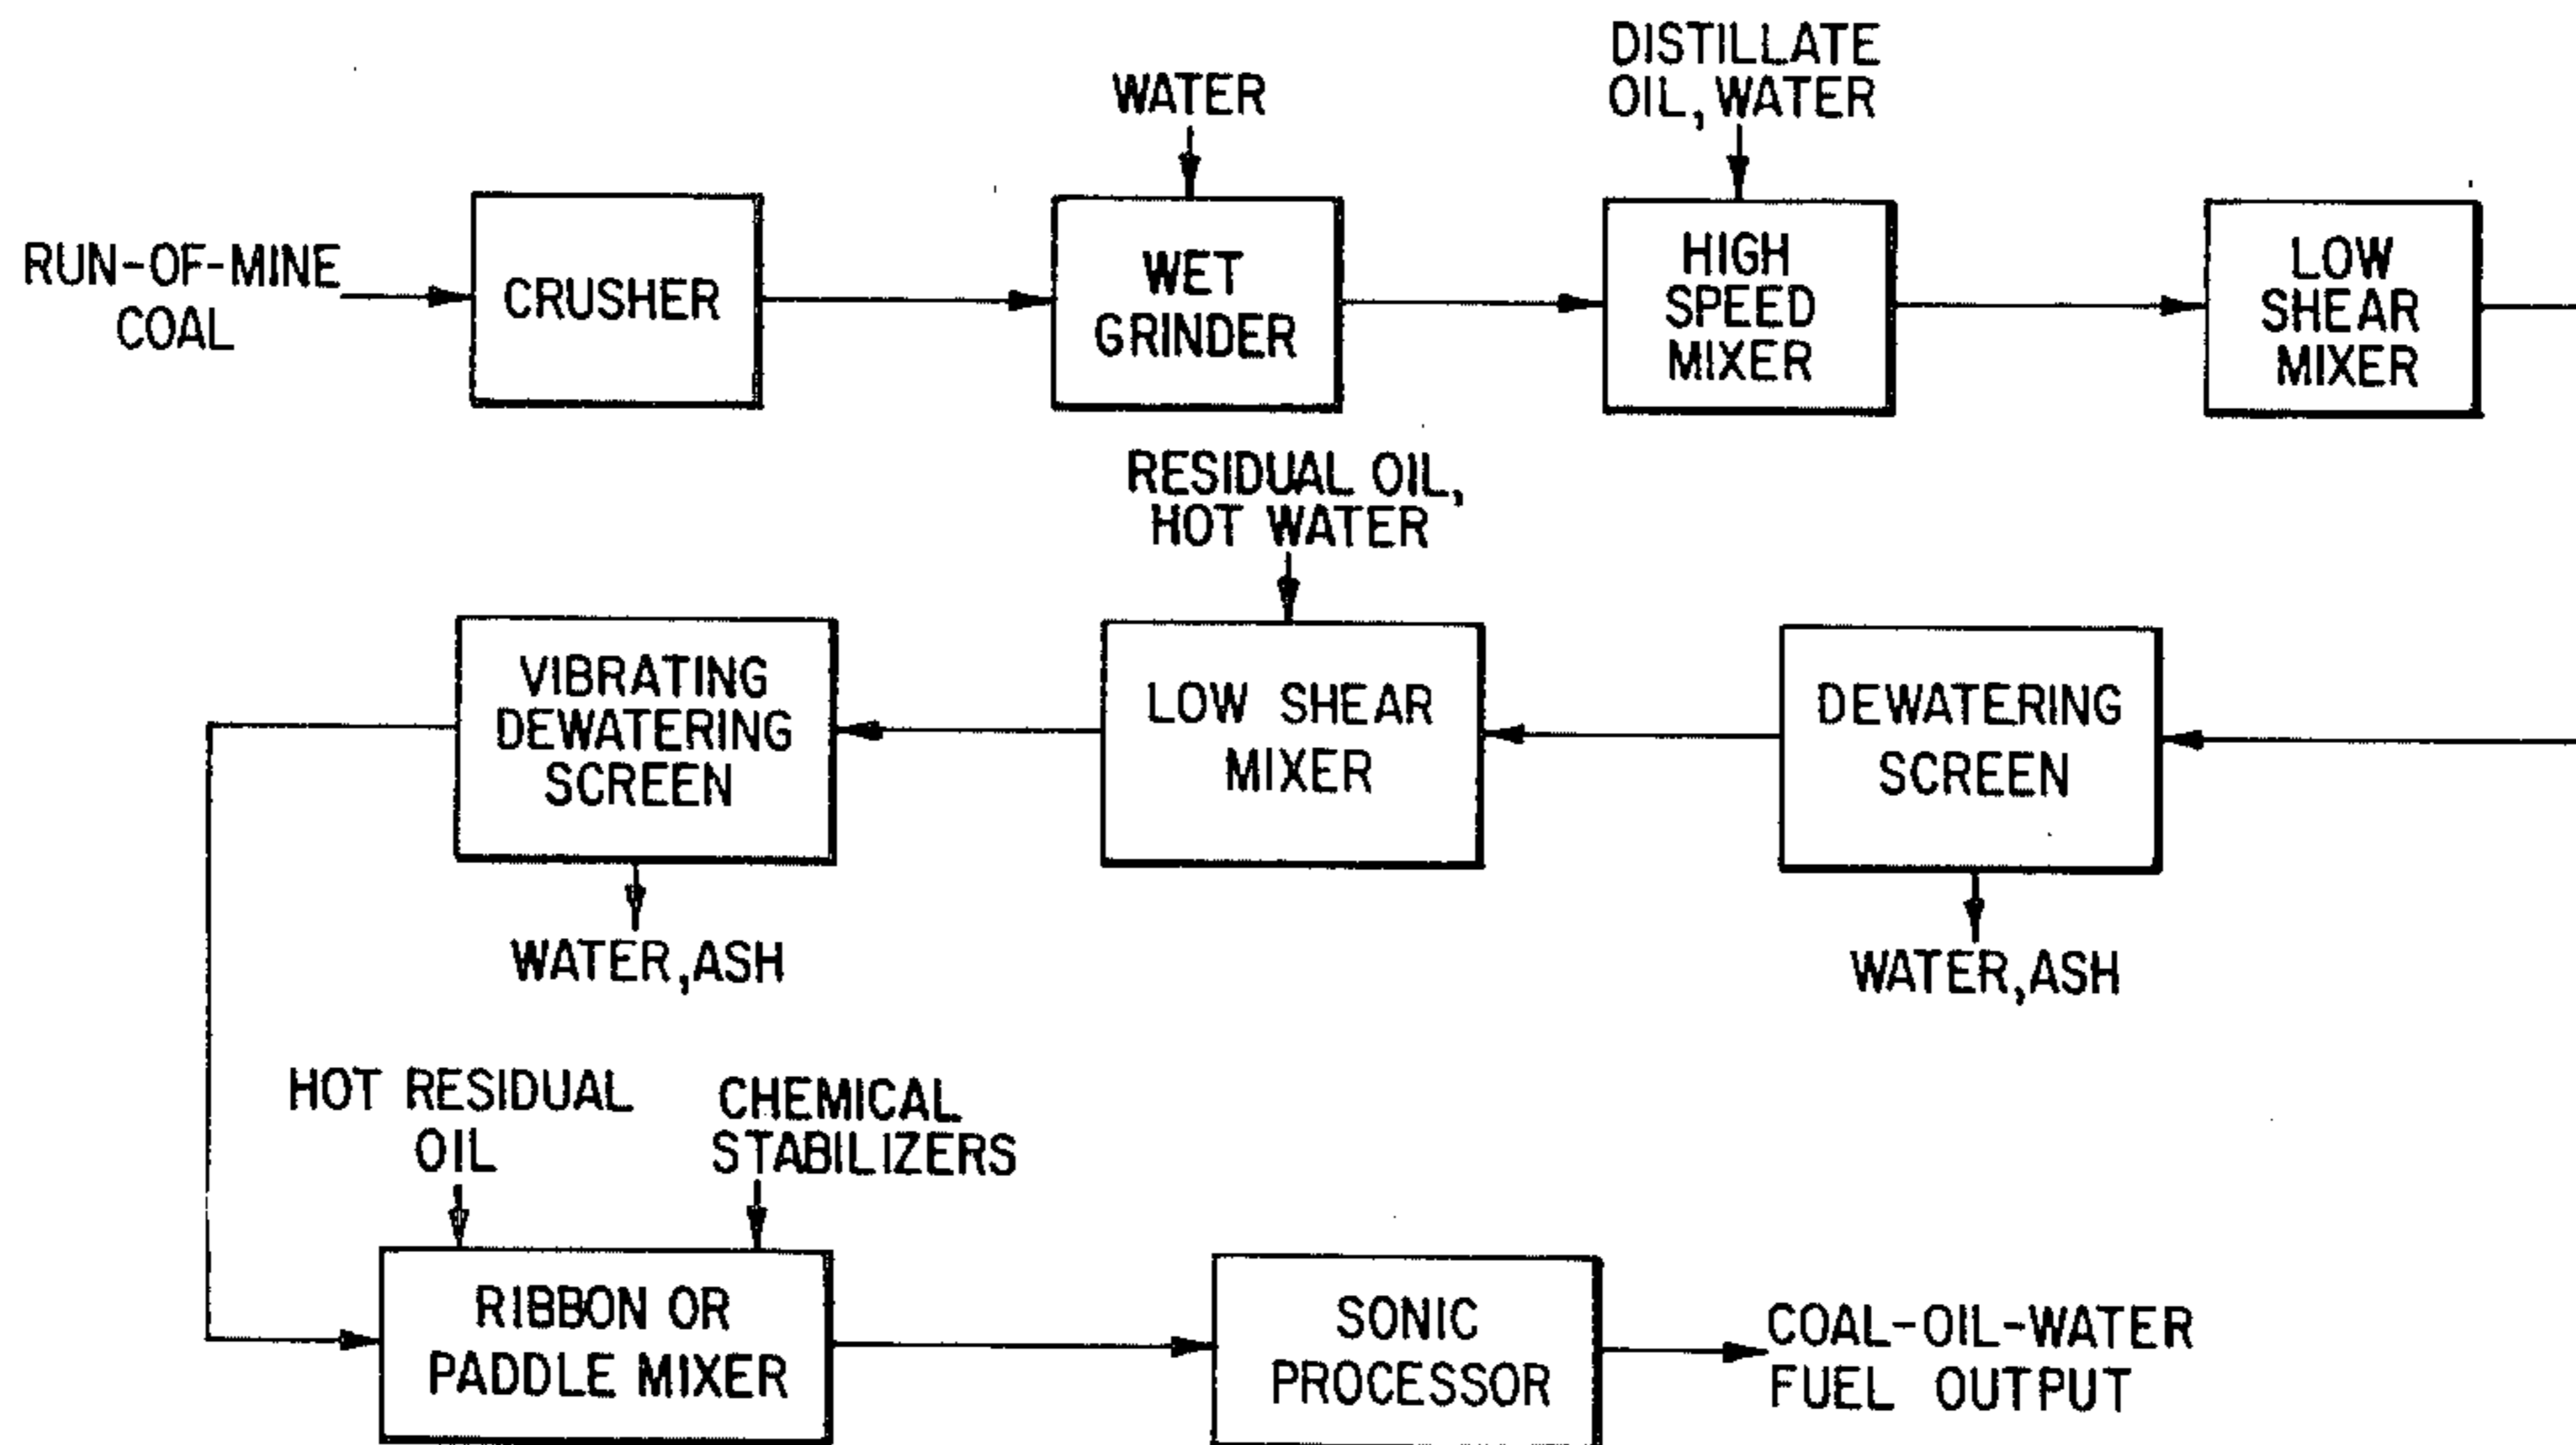 DISTILLATE
OIL, WATER
WATER
RUN-OF-MINE
COAL
CRUSHER
WET
GRINDER
HIGH
SPEED
MIXER
LOW
SHEAR
MIXER
RESIDUAL OIL,
HOT WATER
VIBRATING
DEWATERING
SCREEN
LOW SHEAR
MIXER
DEWATERING
SCREEN
WATER,ASH
WATER,ASH
HOT RESIDUAL
OIL
CHEMICAL
STABILIZERS
RIBBON OR
PADDLE MIXER
SONIC
PROCESSOR
COAL-OIL-WATER
FUEL OUTPUT